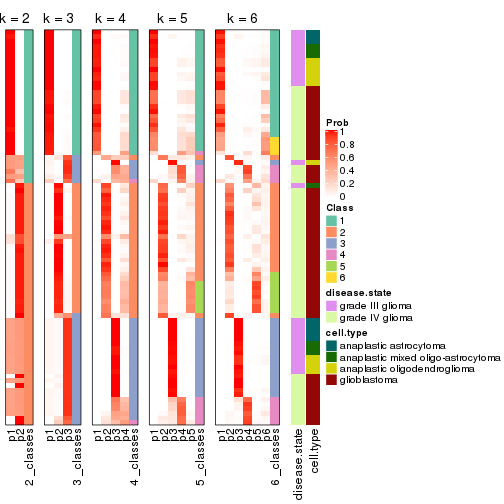 k = 2 k = 3 k = 4 k = 5 k = 6
Prob
1
0.8
0.6
0.4
0.2
0
Class
1
2
3
4
5
6
disease.state
grade III glioma
grade IV glioma
cell.type
anaplastic astrocytoma
anaplastic mixed oligo-astrocytoma
anaplastic oligodendroglioma
glioblastoma
p1 p2 2_classes p1 p2 p3 3_classes p1 p2 p3 p4 4_classes p1 p2 p3 p4 p5 5_classes p1 p2 p3 p4 p5 p6 6_classes disease.state cell.type